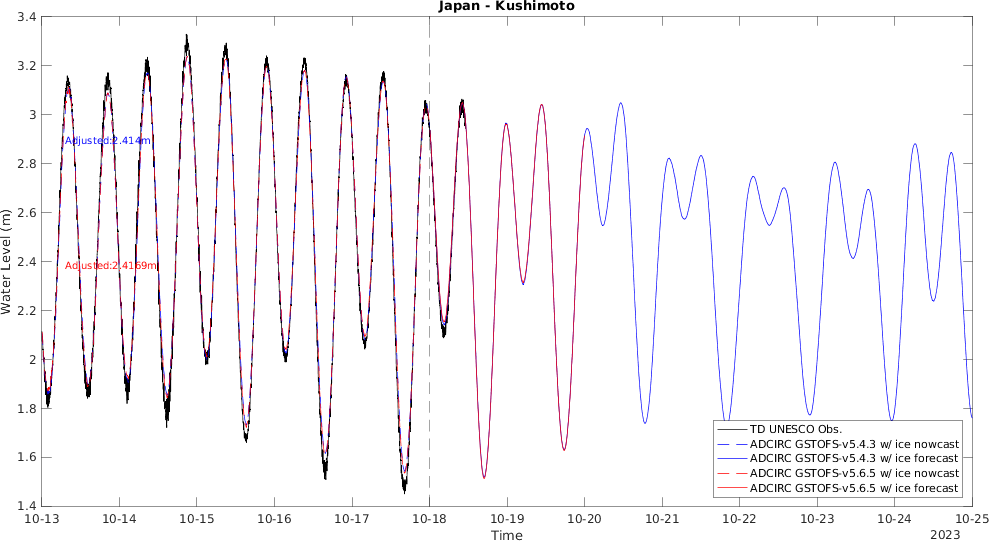 Japan - Kushimoto
3.4
3.2
3
2.8
2.6
2.4
2.2
2
1.8
1.6
1.4
Water Level (m)
Adjusted:2.414m
Adjusted:2.4169m
TD UNESCO Obs.
ADCIRC GSTOFS-v5.4.3 w/ ice nowcast
ADCIRC GSTOFS-v5.4.3 w/ ice forecast
ADCIRC GSTOFS-v5.6.5 w/ ice nowcast
ADCIRC GSTOFS-v5.6.5 w/ ice forecast
10-13 10-14 10-15 10-16 10-17 10-18 10-19 10-20 10-21 10-22 10-23 10-24 10-25
Time
2023